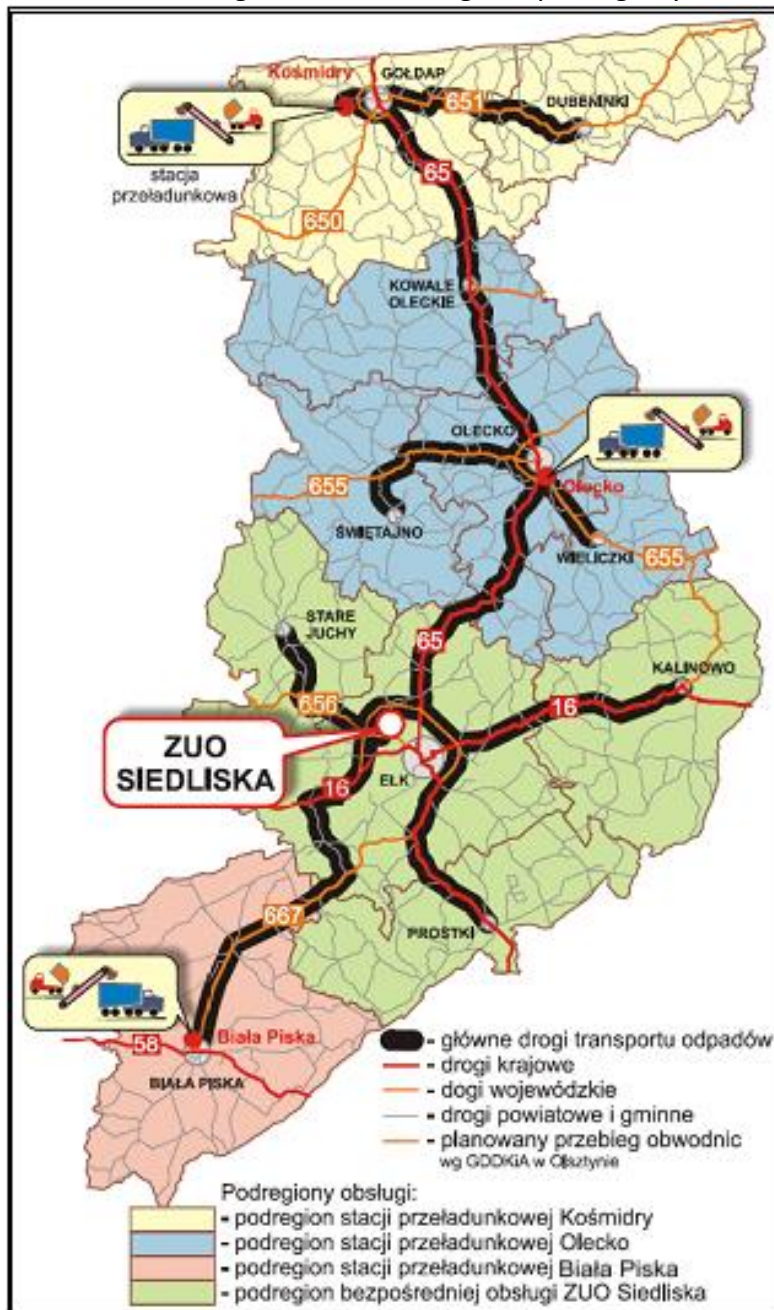 Kośmidry
GOŁDAP
651
DUBENINKI
stacja
przeładunkowa
65
650
KOWALE
OLECKIE
OLECKO
Olecko
655
ŚWIĘTAJNO
WIELICZKI
655
STARE
JUCHY
65
KALINOWO
656
16
ZUO
SIEDLISKA
EŁK
16
667
PROSTKI
58
Biała Piska
BIAŁA PISKA
- główne drogi transportu odpadów
- drogi krajowe
- dogi wojewódzkie
- drogi powiatowe i gminne
- planowany przebieg obwodnic
wg GDDKiA w Olsztynie
Podregiony obsługi:
- podregion stacji przeładunkowej Kośmidry
- podregion stacji przeładunkowej Olecko
- podregion stacji przeładunkowej Biała Piska
- podregion bezpośredniej obsługi ZUO Siedliska